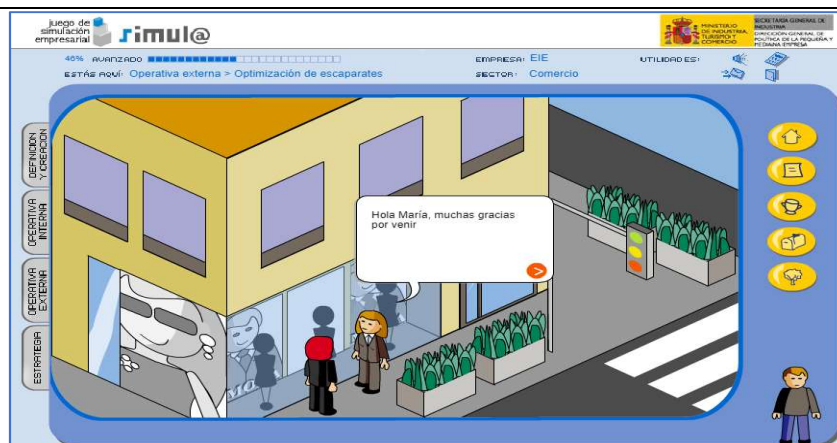 juego de
simulación
empresarial
simul@
MINISTERIO
DE INDUSTRIA,
TURISMO Y
COMERCIO
SECRETARÍA GENERAL DE
INDUSTRIA
DIRECCIÓN GENERAL DE
POLÍTICA DE LA PEQUEÑA Y
MEDIANA EMPRESA
46% AVANZADO
EMPRESA: EIE
UTILIDADES:
ESTÁS AQUÍ: Operativa externa > Optimización de escaparates
SECTOR: Comercio
DEFINICION
Y CREACION
OPERATIVA
INTERNA
OPERATIVA
EXTERNA
ESTRATEGIA
Hola María, muchas gracias
por venir
>